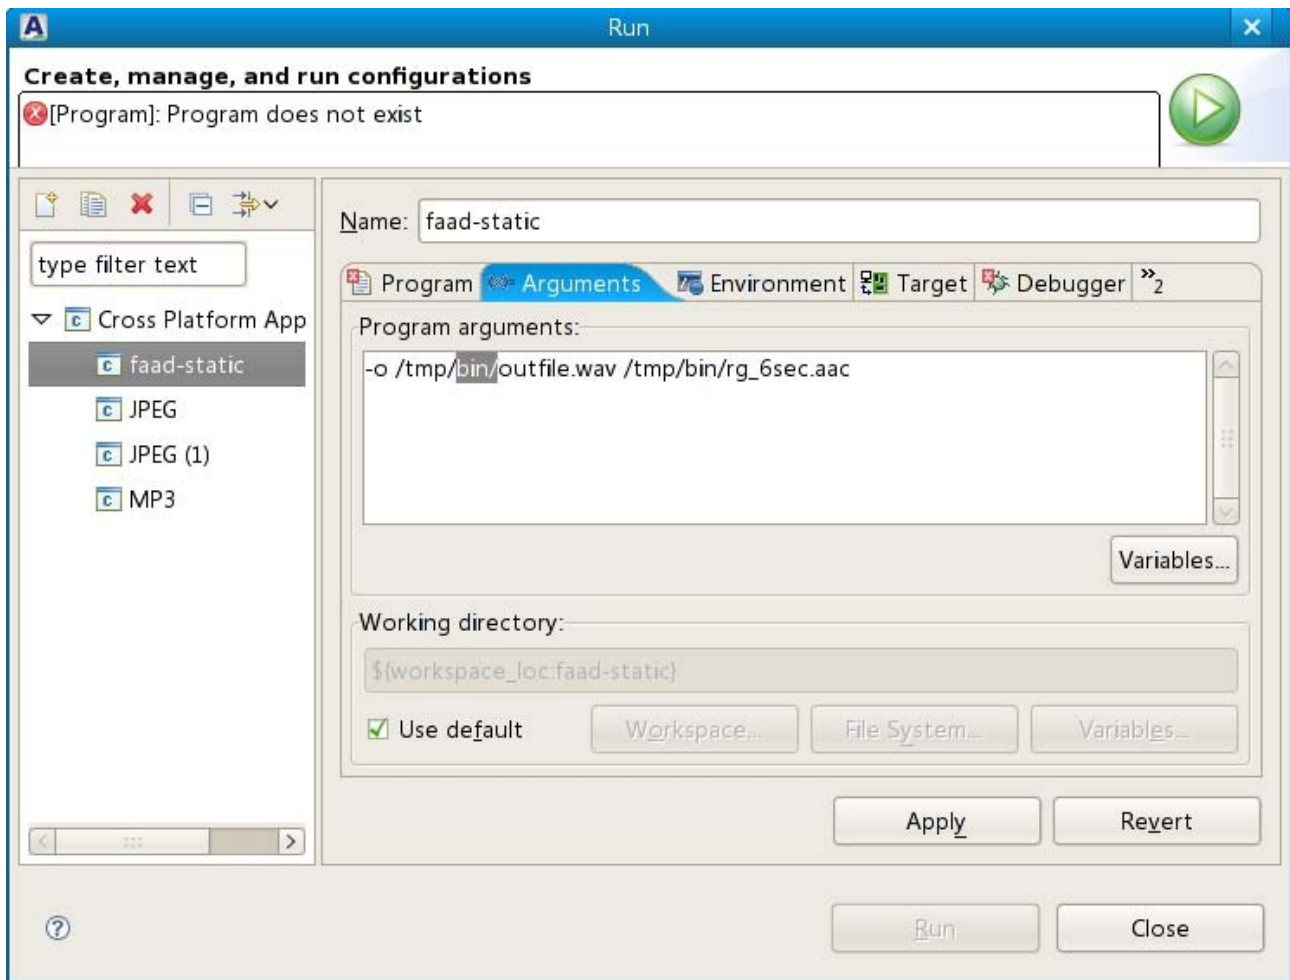 A
Run
Create, manage, and run configurations
[Program]: Program does not exist
type filter text
Cross Platform App
faad-static
JPEG
JPEG (1)
MP3
Name: faad-static
Program Arguments Environment Target Debugger »2
Program arguments:
-o /tmp/bin/outfile.wav /tmp/bin/rg_6sec.aac
Variables...
Working directory:
${workspace_loc:faad-static}
Use default Workspace... File System... Variables...
Apply Revert
Run Close